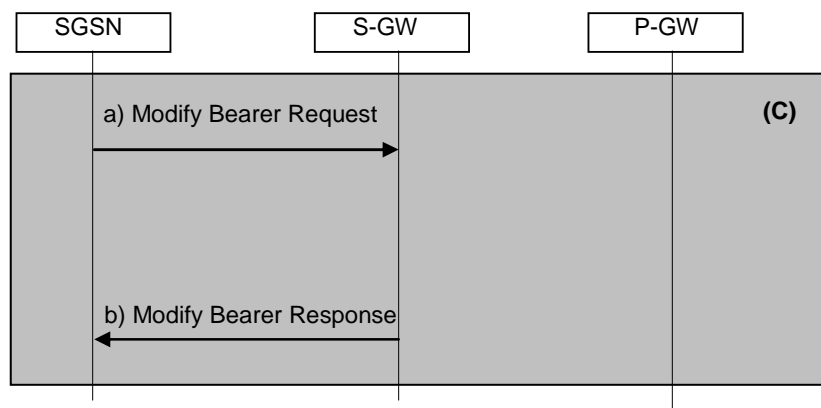 SGSN
S-GW
P-GW
a) Modify Bearer Request
(C)
b) Modify Bearer Response